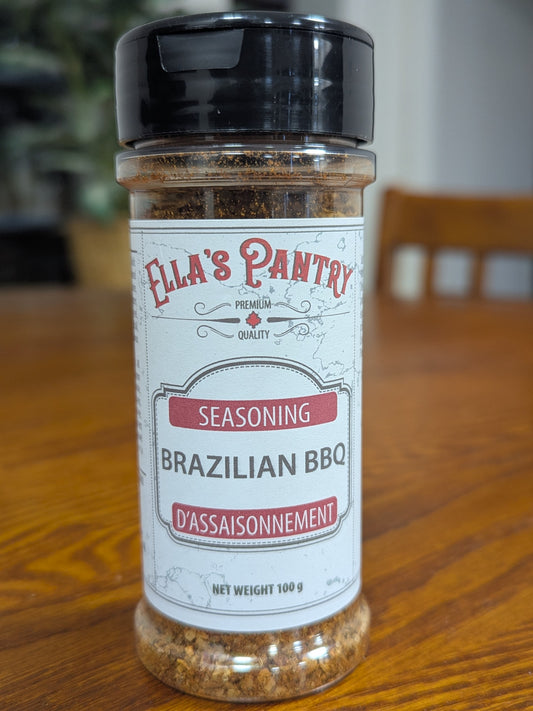 ELLA'S PANTRY
PREMIUM
QUALITY
SEASONING
BRAZILIAN BBQ
D'ASSAISONNEMENT
NET WEIGHT 100 g